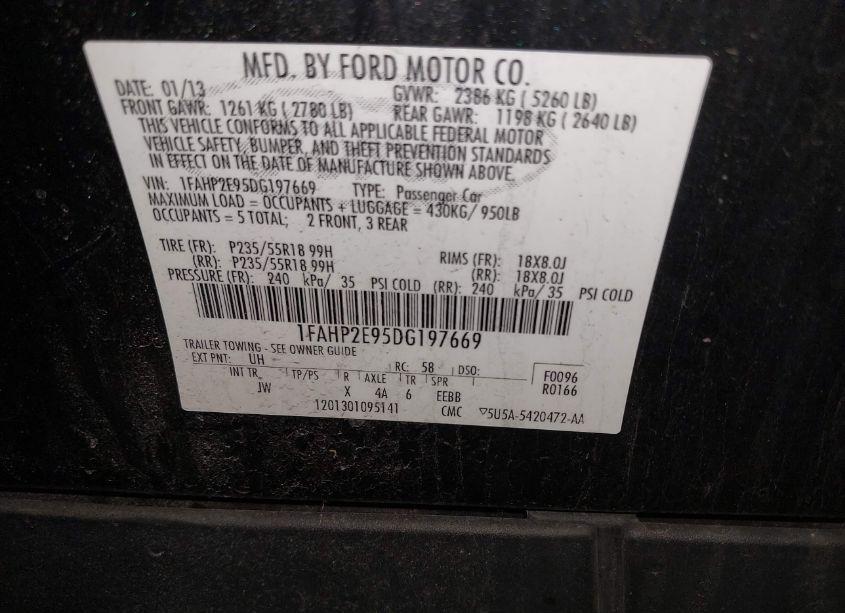 MFD. BY FORD MOTOR CO.
DATE: 01/13 GVWR: 2386 KG ( 5260 LB)
FRONT GAWR: 1261 KG ( 2780 LB) REAR GAWR: 1198 KG ( 2640 LB)
THIS VEHICLE CONFORMS TO ALL APPLICABLE FEDERAL MOTOR
VEHICLE SAFETY, BUMPER, AND THEFT PREVENTION STANDARDS
IN EFFECT ON THE DATE OF MANUFACTURE SHOWN ABOVE.
VIN: 1FAHP2E95DG197669 TYPE: Passenger Car
MAXIMUM LOAD = OCCUPANTS + LUGGAGE = 430KG/ 950LB
OCCUPANTS = 5 TOTAL; 2 FRONT, 3 REAR
TIRE (FR): P235/55R18 99H RIMS (FR): 18X8.0J
(RR): P235/55R18 99H (RR): 18X8.0J
PRESSURE (FR): 240 kPa/ 35 PSI COLD (RR): 240 kPa/ 35 PSI COLD
1FAHP2E95DG197669
TRAILER TOWING - SEE OWNER GUIDE
EXT PNT: UH RC: 58 DSO: F0096
INT TR TP/PS R AXLE TR SPR R0166
JW X 4A 6 EEBB
1201301095141 CMC ▽5U5A-5420472-AA